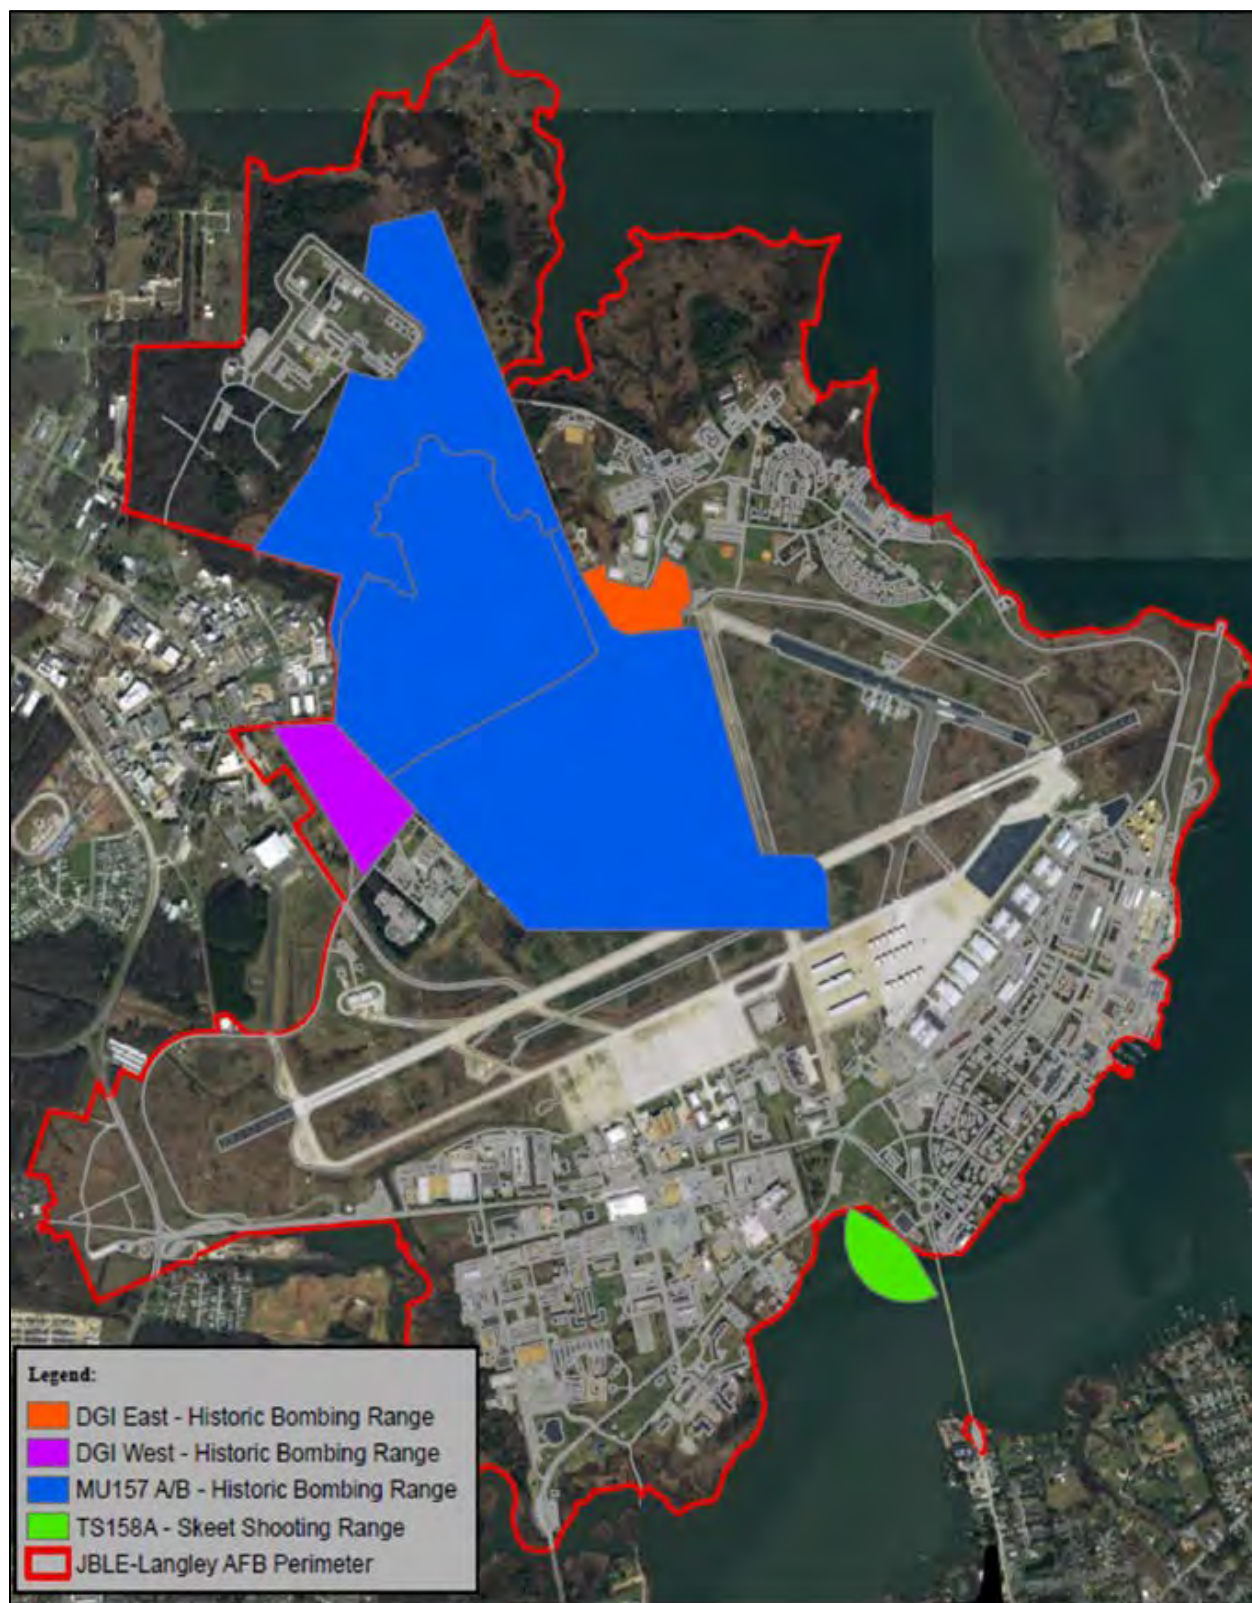 Legend:
DGI East - Historic Bombing Range
DGI West - Historic Bombing Range
MU157 A/B - Historic Bombing Range
TS158A - Skeet Shooting Range
JBLE-Langley AFB Perimeter